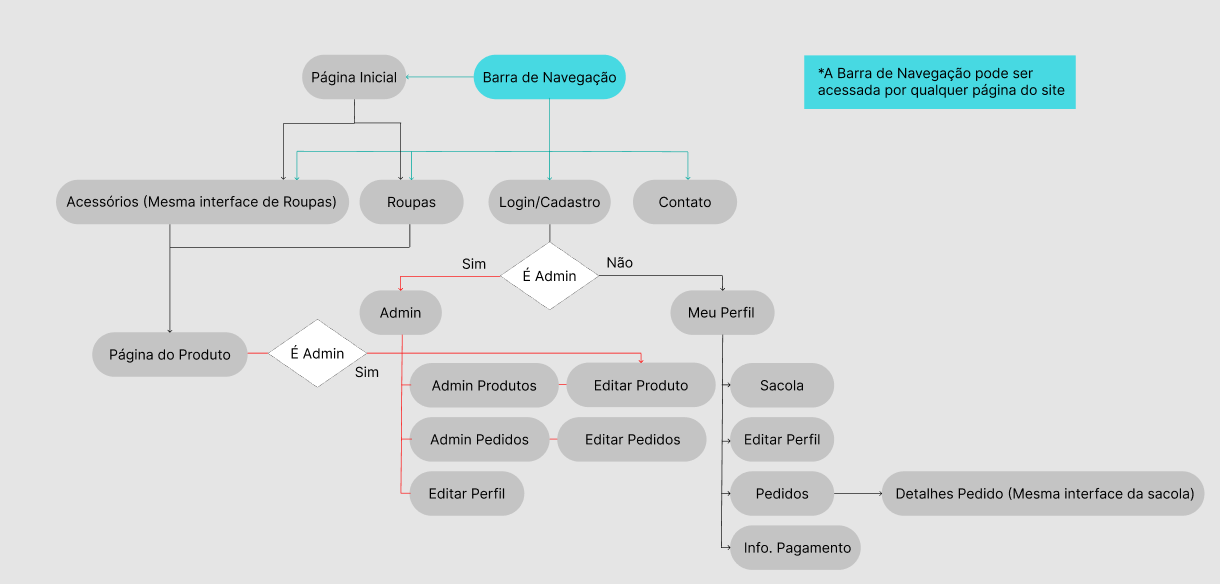 Página Inicial
Barra de Navegação
*A Barra de Navegação pode ser
acessada por qualquer página do site
Acessórios (Mesma interface de Roupas)
Roupas
Login/Cadastro
Contato
Sim
É Admin
Não
Admin
Meu Perfil
Página do Produto
É Admin
Sim
Admin Produtos
Editar Produto
Sacola
Admin Pedidos
Editar Pedidos
Editar Perfil
Editar Perfil
Pedidos
Detalhes Pedido (Mesma interface da sacola)
Info. Pagamento